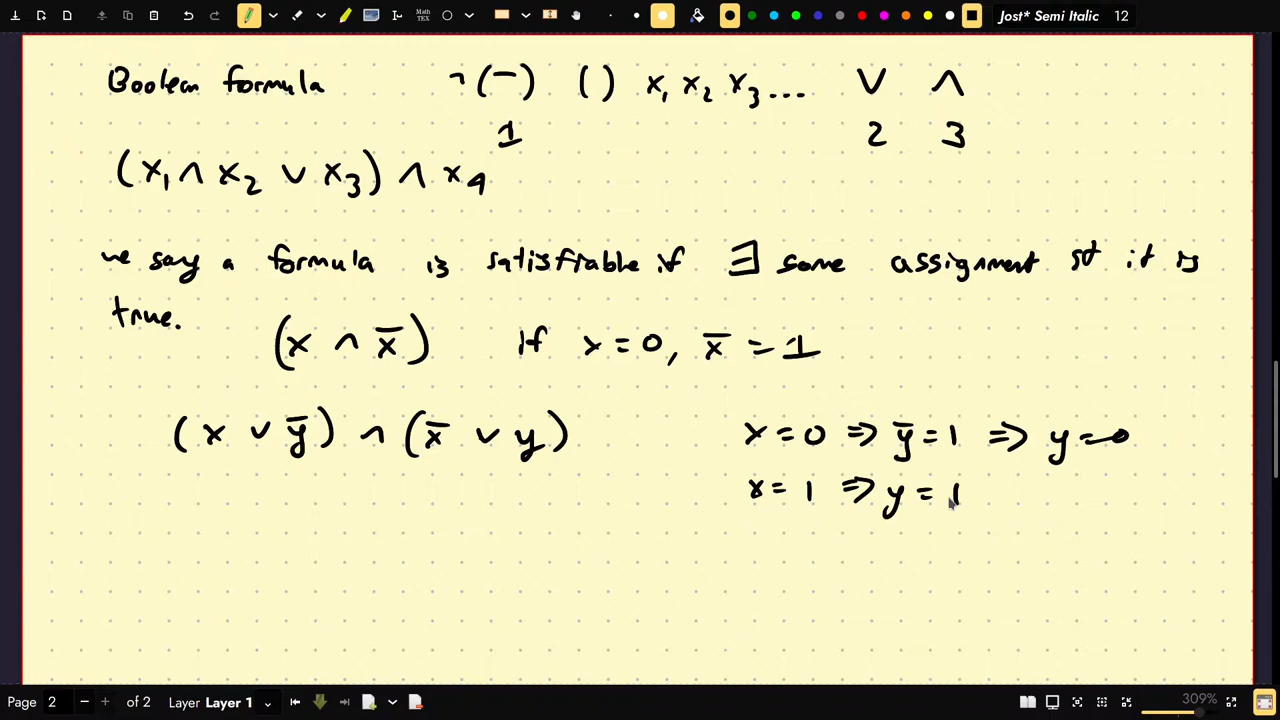 Jost* Semi Italic 12
Boolean formula ¬(—) () x₁ x₂ x₃... ∨ ∧
1 2 3
(x₁ ∧ x₂ ∨ x₃) ∧ x₄
we say a formula is satisfiable if ∃ some assignment st it is
true.
(x ∧ x̅) if x = 0, x̅ = 1
(x ∨ y̅) ∧ (x̅ ∨ y) x = 0 ⇒ y̅ = 1 ⇒ y = 0
x = 1 ⇒ y = 1
Page 2 of 2 Layer Layer 1 309%